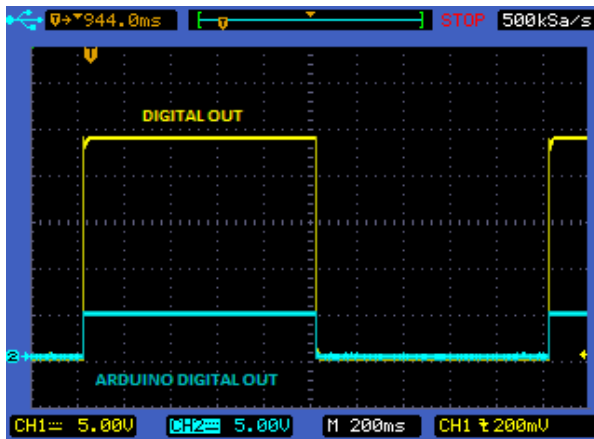 944.0ms STOP 500kSa/s
DIGITAL OUT
2
ARDUINO DIGITAL OUT
CH1 5.00V CH2 5.00V M 200ms CH1 200mV